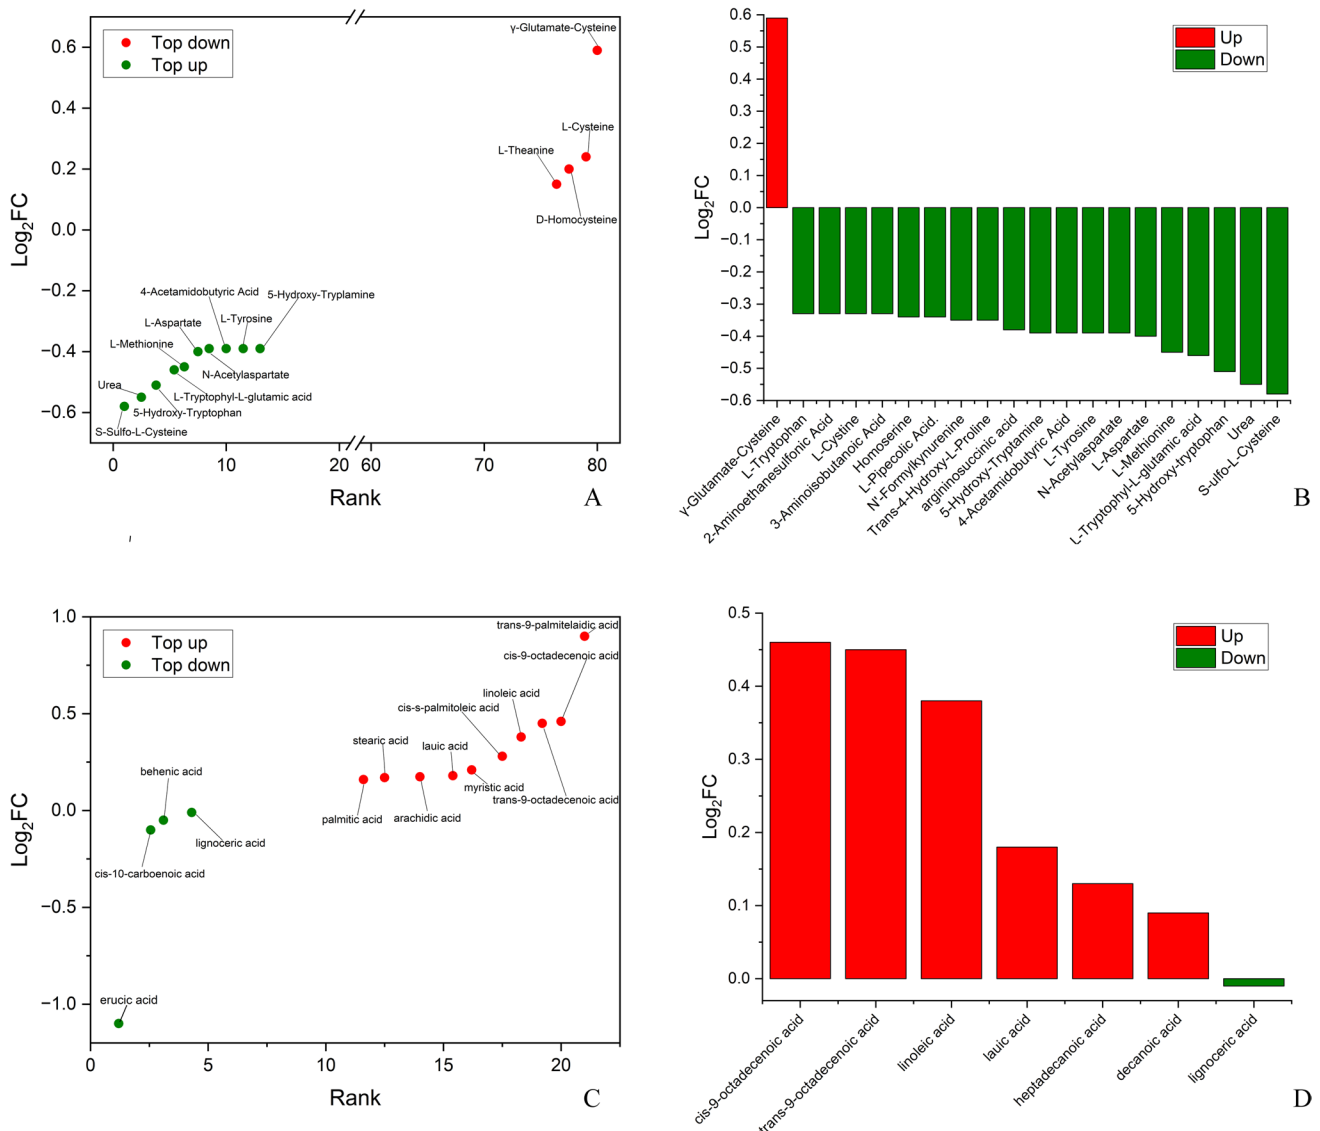 Top down
Top up
γ-Glutamate-Cysteine
L-Cysteine
L-Theanine
D-Homocysteine
4-Acetamidobutyric Acid
5-Hydroxy-Tryplamine
L-Aspartate
L-Tyrosine
L-Methionine
N-Acetylaspartate
Urea
L-Tryptophyl-L-glutamic acid
5-Hydroxy-Tryptophan
S-Sulfo-L-Cysteine
0.6
0.4
0.2
0.0
−0.2
−0.4
−0.6
Log2FC
0
10
20
60
70
80
Rank
A
Up
Down
0.6
0.5
0.4
0.3
0.2
0.1
0.0
−0.1
−0.2
−0.3
−0.4
−0.5
−0.6
Log2FC
γ-Glutamate-Cysteine
L-Tryptophan
2-Aminoethanesulfonic Acid
L-Cystine
3-Aminoisobutanoic Acid
Homoserine
L-Pipecolic Acid.
N'-Formylkynurenine
Trans-4-Hydroxy-L-Proline
argininosuccinic acid
5-Hydroxy-Tryptamine
4-Acetamidobutyric Acid
L-Tyrosine
N-Acetylaspartate
L-Aspartate
L-Methionine
L-Tryptophyl-L-glutamic acid
5-Hydroxy-tryptophan
Urea
S-ulfo-L-Cysteine
B
Top up
Top down
trans-9-palmitelaidic acid
cis-9-octadecenoic acid
linoleic acid
cis-s-palmitoleic acid
stearic acid
lauic acid
behenic acid
myristic acid
trans-9-octadecenoic acid
palmitic acid
arachidic acid
lignoceric acid
cis-10-carboenoic acid
erucic acid
1.0
0.5
0.0
−0.5
−1.0
Log2FC
0
5
10
15
20
Rank
C
Up
Down
0.5
0.4
0.3
0.2
0.1
0.0
Log2FC
cis-9-octadecenoic acid
trans-9-octadecenoic acid
linoleic acid
lauic acid
heptadecanoic acid
decanoic acid
lignoceric acid
D